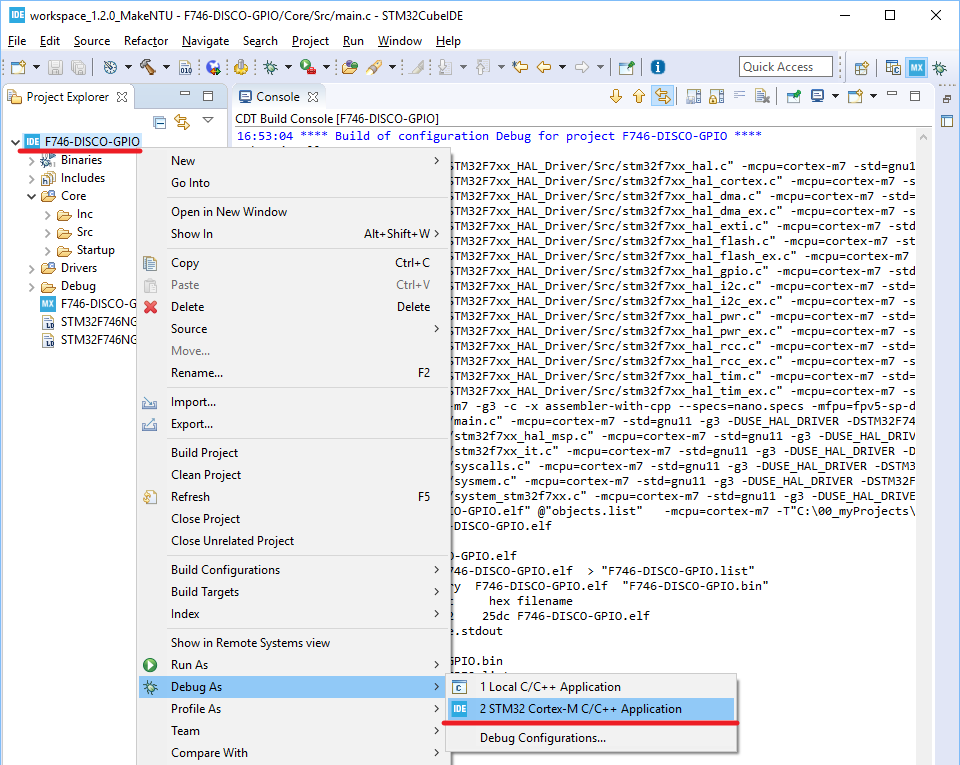 IDE workspace_1.2.0_MakeNTU - F746-DISCO-GPIO/Core/Src/main.c - STM32CubeIDE
File Edit Source Refactor Navigate Search Project Run Window Help
010
Quick Access
MX
Project Explorer
Console
CDT Build Console [F746-DISCO-GPIO]
16:53:04 **** Build of configuration Debug for project F746-DISCO-GPIO ****
IDE F746-DISCO-GPIO
Binaries
Includes
Core
Inc
Src
Startup
Drivers
Debug
MX F746-DISCO-G
STM32F746NG
STM32F746NG
New
Go Into
Open in New Window
Show In Alt+Shift+W
Copy Ctrl+C
Paste Ctrl+V
Delete Delete
Source
Move...
Rename... F2
Import...
Export...
Build Project
Clean Project
Refresh F5
Close Project
Close Unrelated Project
Build Configurations
Build Targets
Index
Show in Remote Systems view
Run As
Debug As
Profile As
Team
Compare With
STM32F7xx_HAL_Driver/Src/stm32f7xx_hal.c" -mcpu=cortex-m7 -std=gnu1
STM32F7xx_HAL_Driver/Src/stm32f7xx_hal_cortex.c" -mcpu=cortex-m7 -s
STM32F7xx_HAL_Driver/Src/stm32f7xx_hal_dma.c" -mcpu=cortex-m7 -std=
STM32F7xx_HAL_Driver/Src/stm32f7xx_hal_dma_ex.c" -mcpu=cortex-m7 -s
STM32F7xx_HAL_Driver/Src/stm32f7xx_hal_exti.c" -mcpu=cortex-m7 -std
STM32F7xx_HAL_Driver/Src/stm32f7xx_hal_flash.c" -mcpu=cortex-m7 -st
STM32F7xx_HAL_Driver/Src/stm32f7xx_hal_flash_ex.c" -mcpu=cortex-m7
STM32F7xx_HAL_Driver/Src/stm32f7xx_hal_gpio.c" -mcpu=cortex-m7 -std
STM32F7xx_HAL_Driver/Src/stm32f7xx_hal_i2c.c" -mcpu=cortex-m7 -std=
STM32F7xx_HAL_Driver/Src/stm32f7xx_hal_i2c_ex.c" -mcpu=cortex-m7 -s
STM32F7xx_HAL_Driver/Src/stm32f7xx_hal_pwr.c" -mcpu=cortex-m7 -std=
STM32F7xx_HAL_Driver/Src/stm32f7xx_hal_pwr_ex.c" -mcpu=cortex-m7 -s
STM32F7xx_HAL_Driver/Src/stm32f7xx_hal_rcc.c" -mcpu=cortex-m7 -std=
STM32F7xx_HAL_Driver/Src/stm32f7xx_hal_rcc_ex.c" -mcpu=cortex-m7 -s
STM32F7xx_HAL_Driver/Src/stm32f7xx_hal_tim.c" -mcpu=cortex-m7 -std=
STM32F7xx_HAL_Driver/Src/stm32f7xx_hal_tim_ex.c" -mcpu=cortex-m7 -s
-m7 -g3 -c -x assembler-with-cpp --specs=nano.specs -mfpu=fpv5-sp-d
/main.c" -mcpu=cortex-m7 -std=gnu11 -g3 -DUSE_HAL_DRIVER -DSTM32F74
/stm32f7xx_hal_msp.c" -mcpu=cortex-m7 -std=gnu11 -g3 -DUSE_HAL_DRIV
/stm32f7xx_it.c" -mcpu=cortex-m7 -std=gnu11 -g3 -DUSE_HAL_DRIVER -D
/syscalls.c" -mcpu=cortex-m7 -std=gnu11 -g3 -DUSE_HAL_DRIVER -DSTM3
/sysmem.c" -mcpu=cortex-m7 -std=gnu11 -g3 -DUSE_HAL_DRIVER -DSTM32F
/system_stm32f7xx.c" -mcpu=cortex-m7 -std=gnu11 -g3 -DUSE_HAL_DRIVE
CO-GPIO.elf" @"objects.list" -mcpu=cortex-m7 -T"C:\00_myProjects\
-DISCO-GPIO.elf
O-GPIO.elf
746-DISCO-GPIO.elf > "F746-DISCO-GPIO.list"
ry F746-DISCO-GPIO.elf "F746-DISCO-GPIO.bin"
hex filename
25dc F746-DISCO-GPIO.elf
e.stdout
GPIO.bin
1 Local C/C++ Application
IDE 2 STM32 Cortex-M C/C++ Application
Debug Configurations...